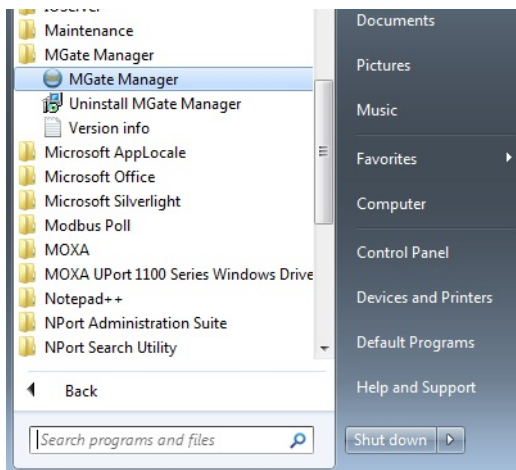 Maintenance
MGate Manager
MGate Manager
Uninstall MGate Manager
Version info
Microsoft AppLocale
Microsoft Office
Microsoft Silverlight
Modbus Poll
MOXA
MOXA UPort 1100 Series Windows Drive
Notepad++
NPort Administration Suite
NPort Search Utility
Back
Search programs and files
Documents
Pictures
Music
Favorites
Computer
Control Panel
Devices and Printers
Default Programs
Help and Support
Shut down